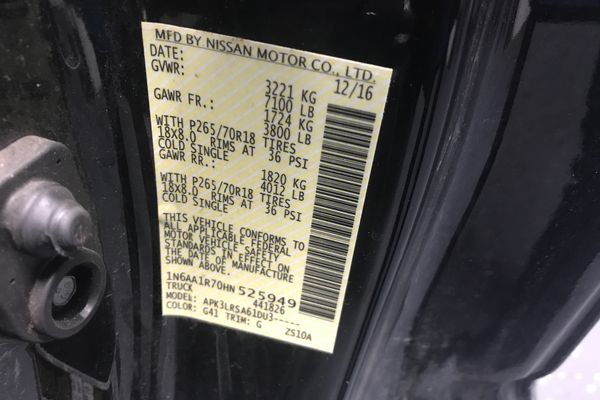 MFD BY NISSAN MOTOR CO., LTD.
DATE: 12/16
GVWR: 3221 KG
7100 LB
GAWR FR.: 1724 KG
3800 LB
WITH P265/70R18 TIRES
18X8.0 RIMS AT 36 PSI
COLD SINGLE
GAWR RR.: 1820 KG
4012 LB
WITH P265/70R18 TIRES
18X8.0 RIMS AT 36 PSI
COLD SINGLE
THIS VEHICLE CONFORMS TO
ALL APPLICABLE FEDERAL
MOTOR VEHICLE SAFETY
STANDARDS IN EFFECT ON
THE DATE OF MANUFACTURE
SHOWN ABOVE.
1N6AA1R70HN 525949
TRUCK 441826
MODEL: APK3LRSA61DU3-----
COLOR: G41 TRIM: G ZS10A